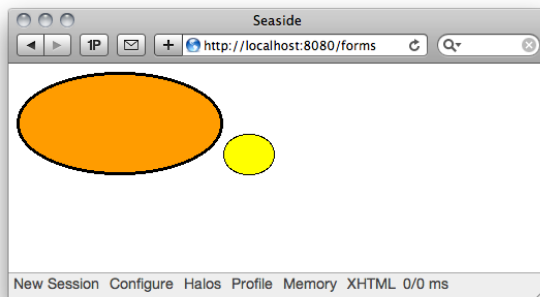 Seaside
1P
http://localhost:8080/forms
New Session Configure Halos Profile Memory XHTML 0/0 ms